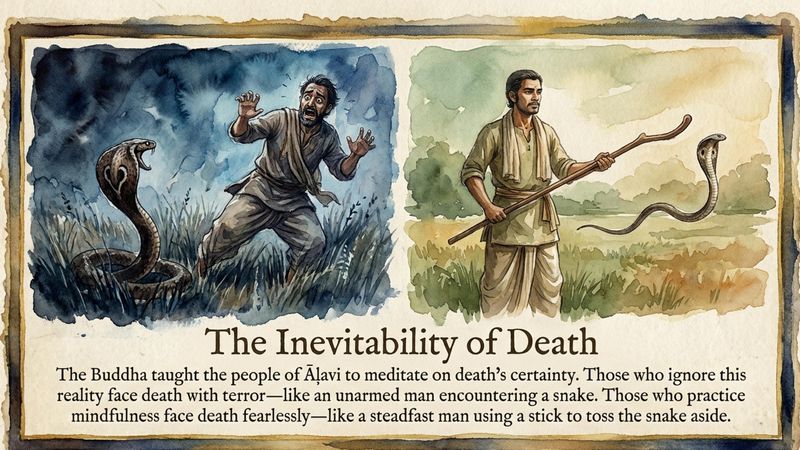 The Inevitability of Death
The Buddha taught the people of Āḷavi to meditate on death's certainty. Those who ignore this
reality face death with terror—like an unarmed man encountering a snake. Those who practice
mindfulness face death fearlessly—like a steadfast man using a stick to toss the snake aside.